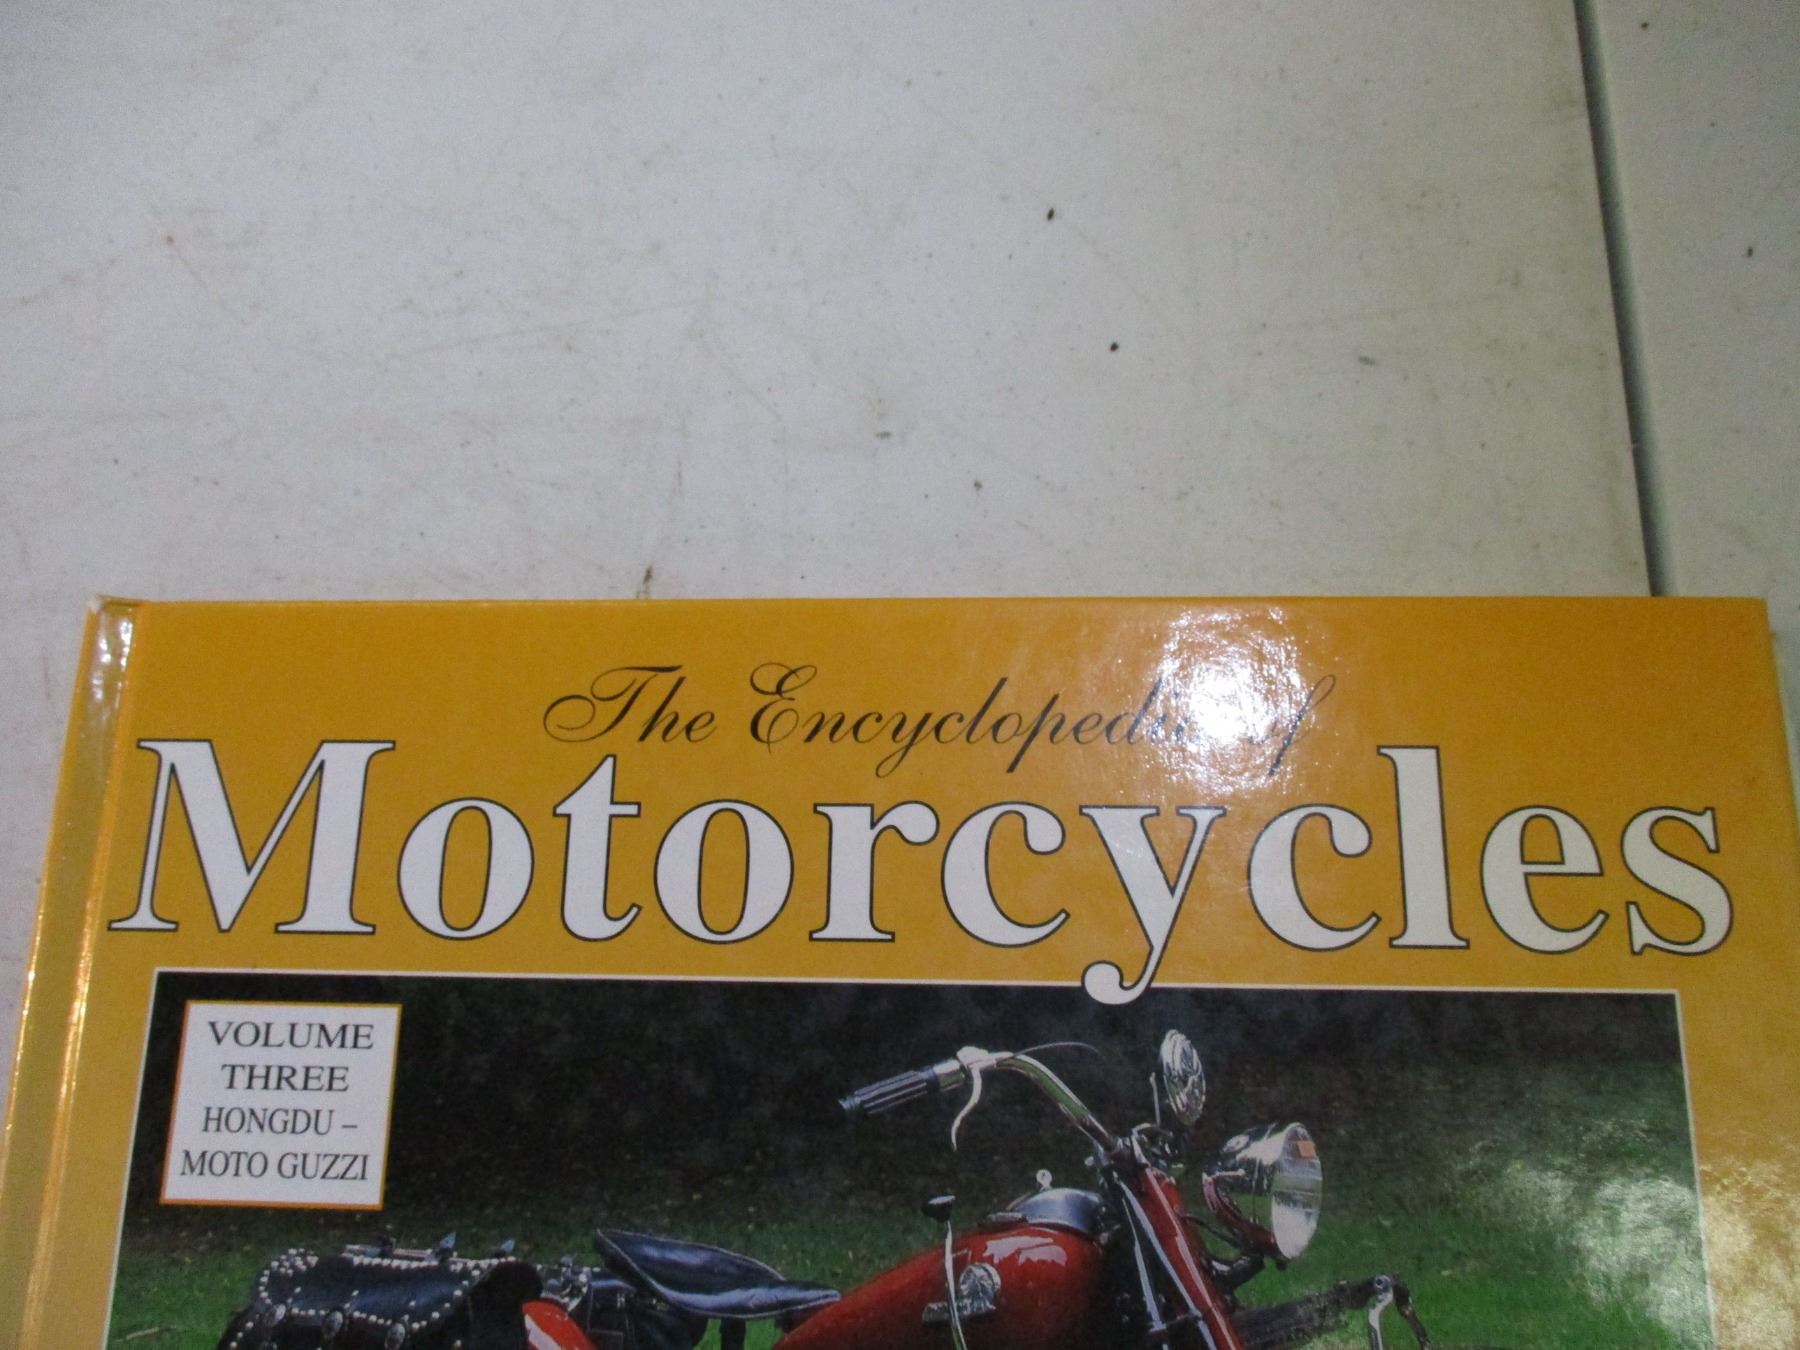 The Encyclopedia of
Motorcycles
VOLUME
THREE
HONGDU –
MOTO GUZZI